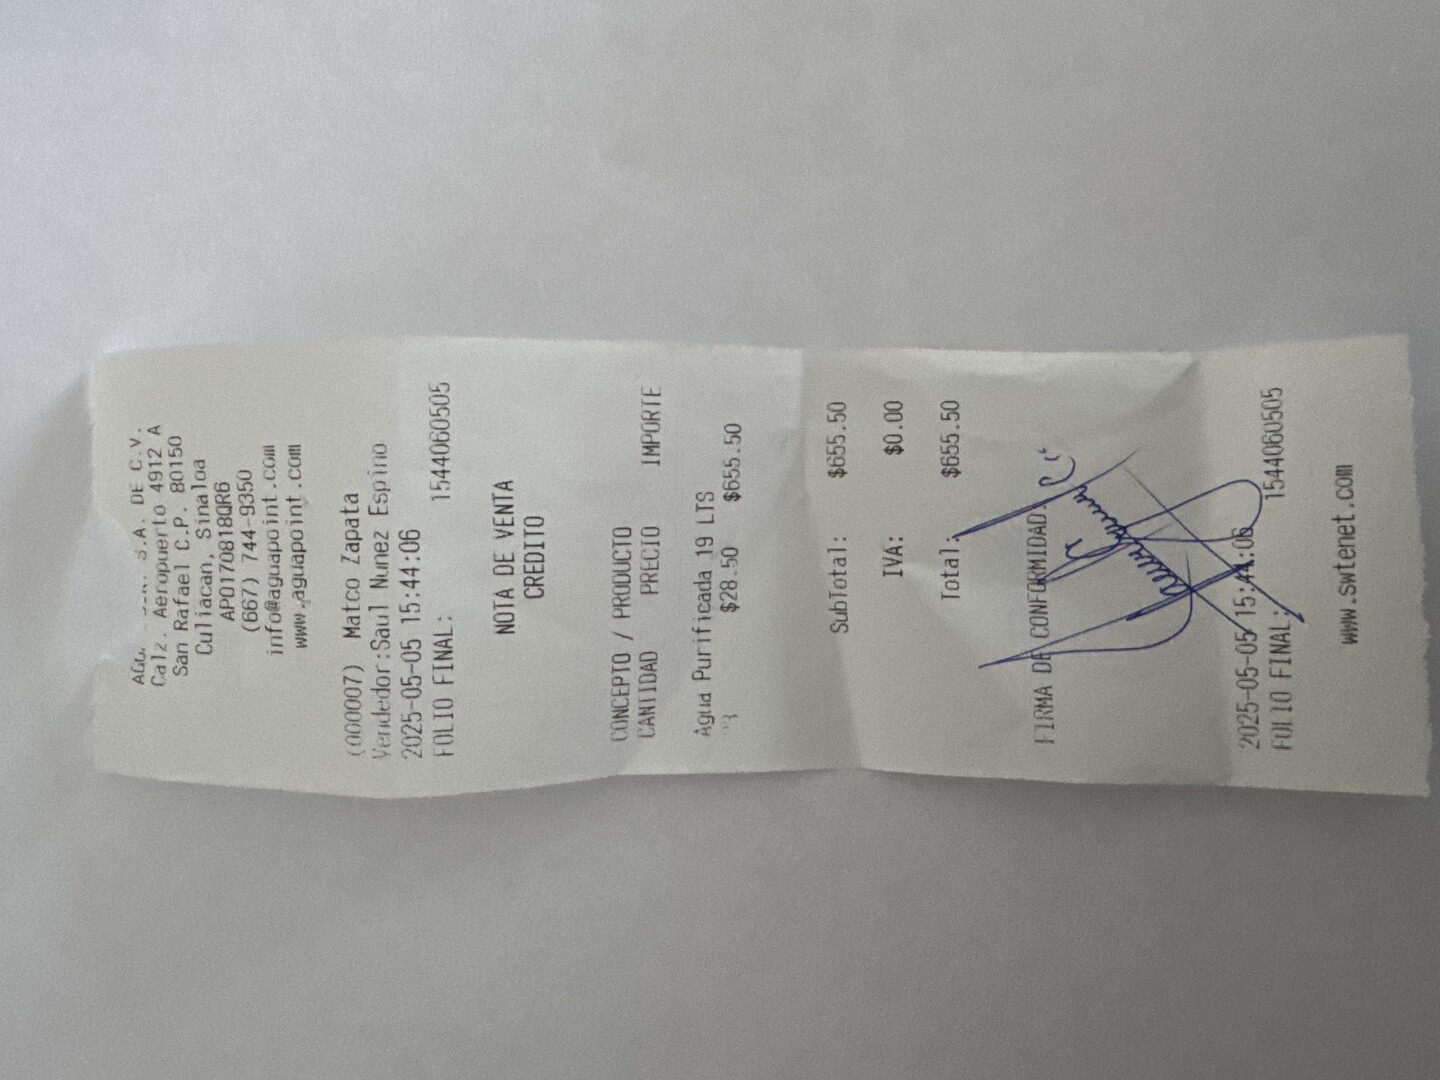 S.A. DE C.V.
Calz. Aeropuerto 4912 A
San Rafael C.P. 80150
Culiacan, Sinaloa
APO170818QR6
(667) 744-9350
info@aguapoint.com
www.aguapoint.com
(000007) Matco Zapata
Vendedor:Saul Nunez Espino
2025-05-05 15:44:06
FOLIO FINAL: 1544060505
NOTA DE VENTA
CREDITO
CONCEPTO / PRODUCTO
CANTIDAD PRECIO IMPORTE
Agua Purificada 19 LTS
23 $28.50 $655.50
SubTotal: $655.50
IVA: $0.00
Total: $655.50
FIRMA DE CONFORMIDAD:
2025-05-05 15:44:06
FOLIO FINAL: 1544060505
www.swtenet.com